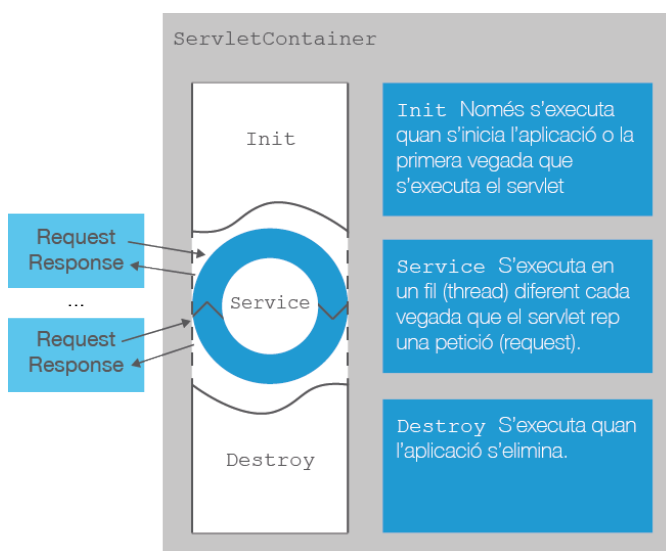 ServletContainer
Init
Init Només s'executa
quan s'inicia l'aplicació o la
primera vegada que
s'executa el servlet
Request
Response
...
Request
Response
Service
Service S'executa en
un fil (thread) diferent cada
vegada que el servlet rep
una petició (request).
Destroy
Destroy S'executa quan
l'aplicació s'elimina.